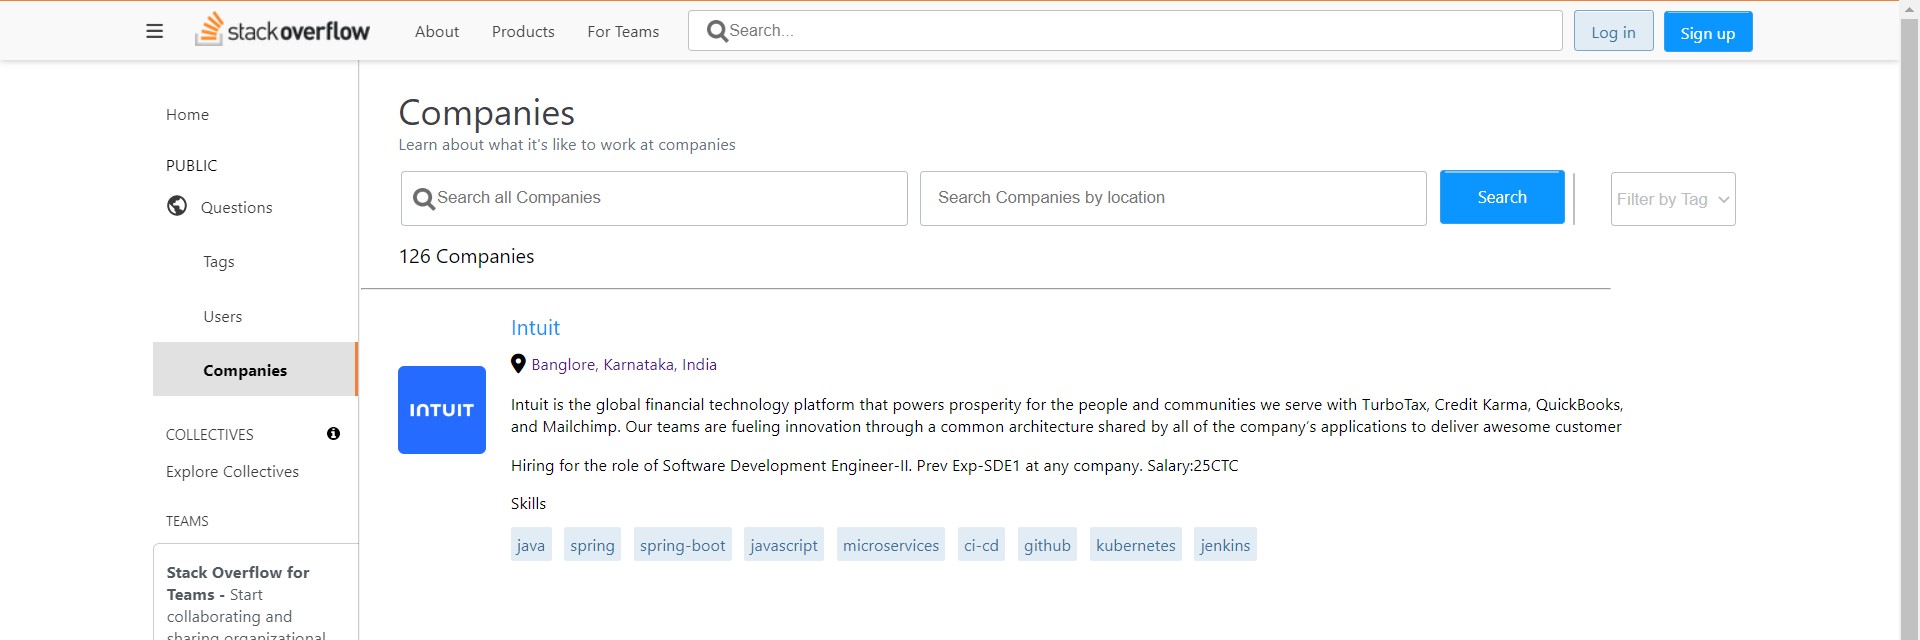 stackoverflow
About
Products
For Teams
Search...
Log in
Sign up
Home
PUBLIC
Questions
Tags
Users
Companies
COLLECTIVES
Explore Collectives
TEAMS
Stack Overflow for
Teams - Start
collaborating and
sharing organizational
Companies
Learn about what it's like to work at companies
Search all Companies
Search Companies by location
Search
Filter by Tag
126 Companies
INTUIT
Intuit
Banglore, Karnataka, India
Intuit is the global financial technology platform that powers prosperity for the people and communities we serve with TurboTax, Credit Karma, QuickBooks,
and Mailchimp. Our teams are fueling innovation through a common architecture shared by all of the company’s applications to deliver awesome customer
Hiring for the role of Software Development Engineer-II. Prev Exp-SDE1 at any company. Salary:25CTC
Skills
java spring spring-boot javascript microservices ci-cd github kubernetes jenkins